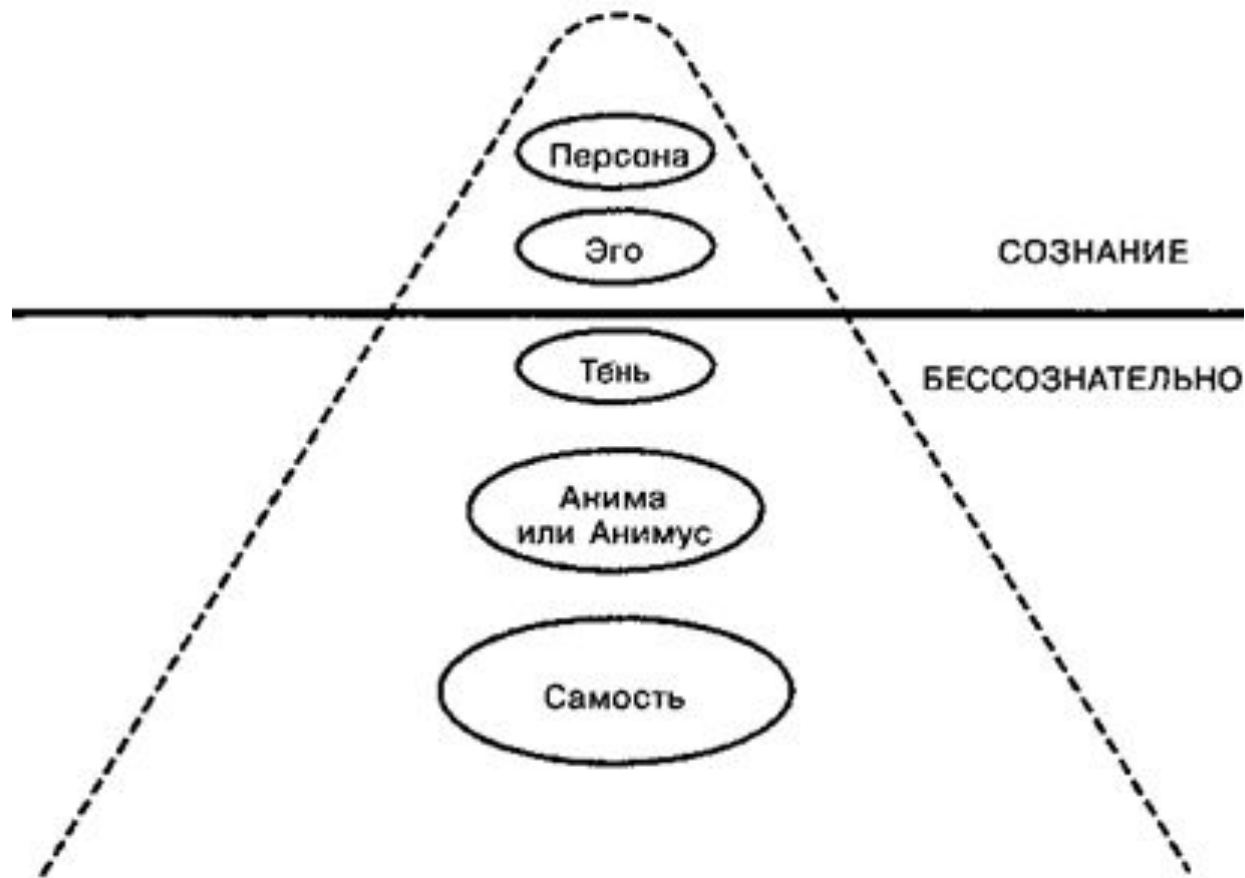 Персона
Эго
СОЗНАНИЕ
Тень
БЕССОЗНАТЕЛЬНО
Анима
или Анимус
Самость